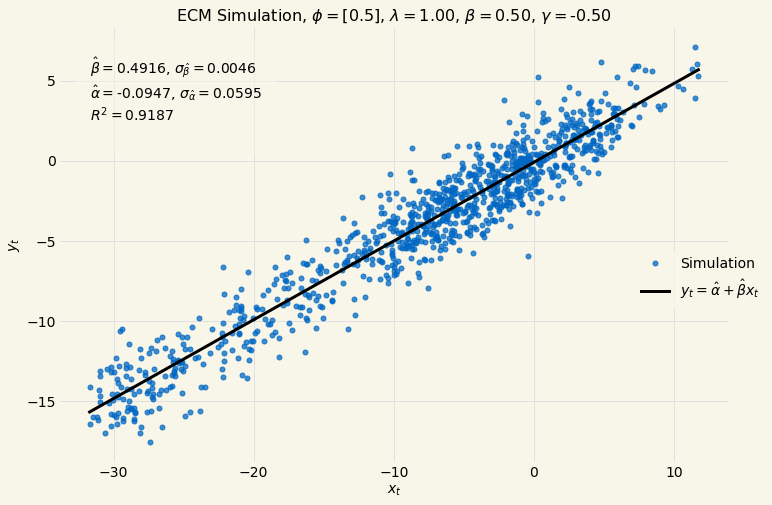 ECM Simulation, ϕ = [0.5], λ = 1.00, β = 0.50, γ = -0.50
β̂ = 0.4916, σ_β̂ = 0.0046
α̂ = -0.0947, σ_α̂ = 0.0595
R² = 0.9187
5
0
−5
−10
−15
y_t
Simulation
y_t = α̂ + β̂x_t
−30 −20 −10 0 10
x_t